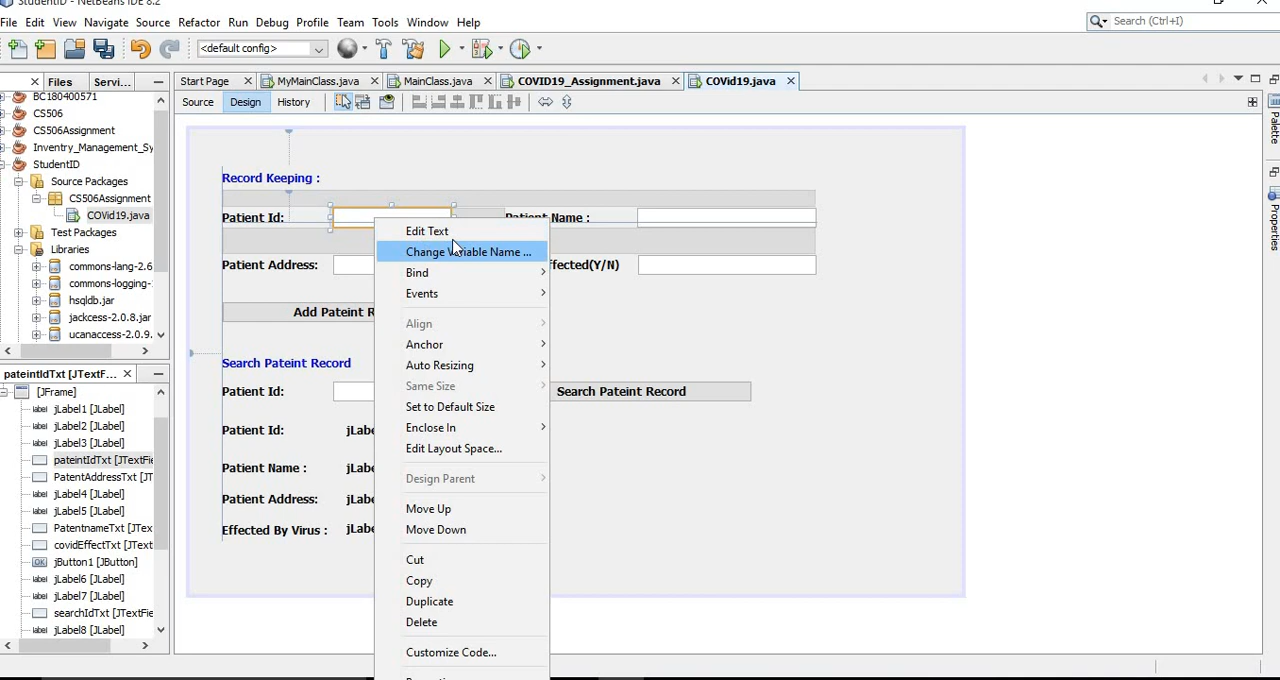 StudentID - NetBeans IDE 8.2
File Edit View Navigate Source Refactor Run Debug Profile Team Tools Window Help
Search (Ctrl+I)
<default config>
Files Servi...
Start Page MyMainClass.java MainClass.java COVID19_Assignment.java COVid19.java
Source Design History
BC180400571
CS506
CS506Assignment
Inventry_Management_Sy
StudentID
Source Packages
CS506Assignment
COVid19.java
Test Packages
Libraries
commons-lang-2.6
commons-logging-
hsqldb.jar
jackcess-2.0.8.jar
ucanaccess-2.0.9.
pateintIdTxt [JTextF...
[JFrame]
jLabel1 [JLabel]
jLabel2 [JLabel]
jLabel3 [JLabel]
pateintIdTxt [JTextFie
PatentAddressTxt [JT
jLabel4 [JLabel]
jLabel5 [JLabel]
PatentnameTxt [JTex
covidEffectTxt [JText
jButton1 [JButton]
jLabel6 [JLabel]
jLabel7 [JLabel]
searchIdTxt [JTextFie
jLabel8 [JLabel]
Record Keeping :
Patient Id: Patient Name :
Patient Address: ffected(Y/N)
Add Pateint R
Search Pateint Record
Patient Id: Search Pateint Record
Patient Id: jLabe
Patient Name : jLabe
Patient Address: jLabe
Effected By Virus : jLabe
Edit Text
Change Variable Name ...
Bind
Events
Align
Anchor
Auto Resizing
Same Size
Set to Default Size
Enclose In
Edit Layout Space...
Design Parent
Move Up
Move Down
Cut
Copy
Duplicate
Delete
Customize Code...
Palette
Properties